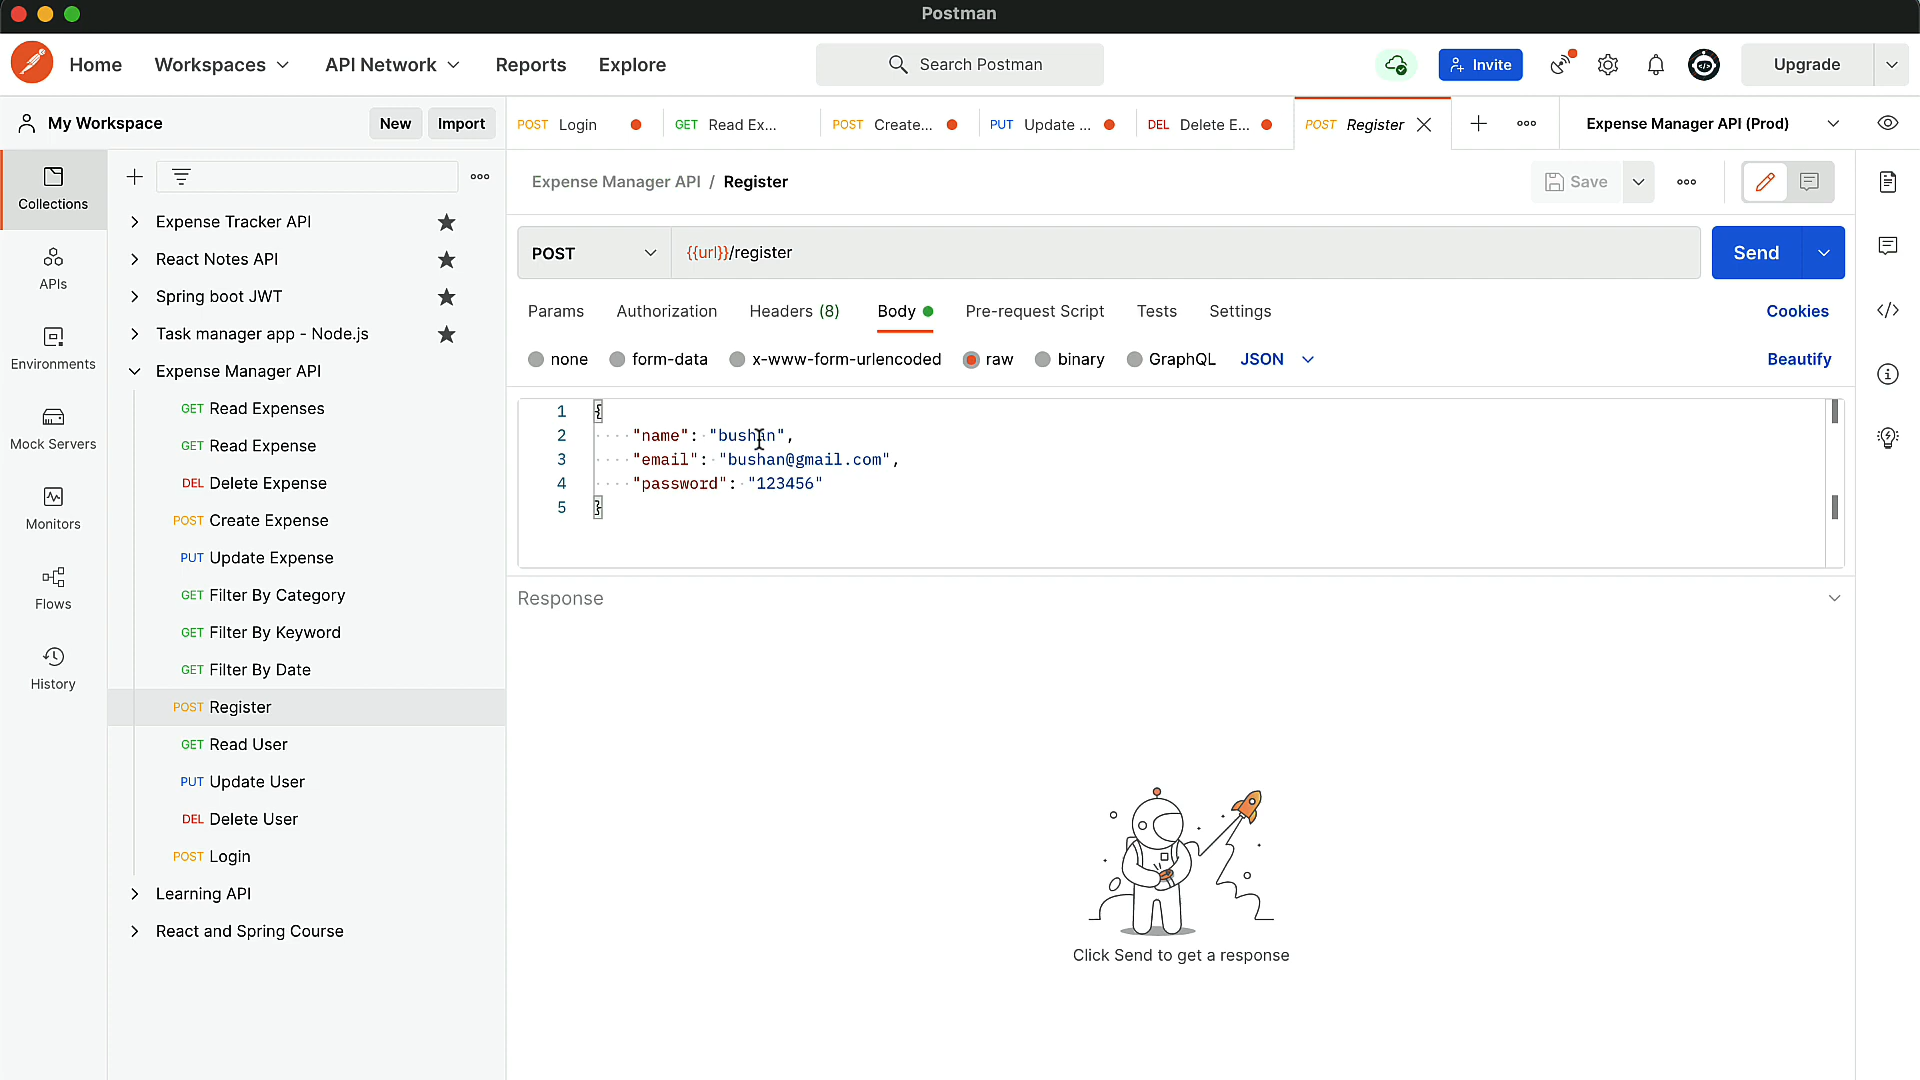 Postman
Home Workspaces API Network Reports Explore Search Postman Invite Upgrade
My Workspace New Import
POST Login GET Read Ex... POST Create... PUT Update ... DEL Delete E... POST Register Expense Manager API (Prod)
Expense Manager API / Register Save
POST {{url}}/register Send
Params Authorization Headers (8) Body Pre-request Script Tests Settings Cookies
none form-data x-www-form-urlencoded raw binary GraphQL JSON Beautify
1 {
2 "name": "bushan",
3 "email": "bushan@gmail.com",
4 "password": "123456"
5 }
Response
Click Send to get a response
Collections
APIs
Environments
Mock Servers
Monitors
Flows
History
Expense Tracker API
React Notes API
Spring boot JWT
Task manager app - Node.js
Expense Manager API
GET Read Expenses
GET Read Expense
DEL Delete Expense
POST Create Expense
PUT Update Expense
GET Filter By Category
GET Filter By Keyword
GET Filter By Date
POST Register
GET Read User
PUT Update User
DEL Delete User
POST Login
Learning API
React and Spring Course